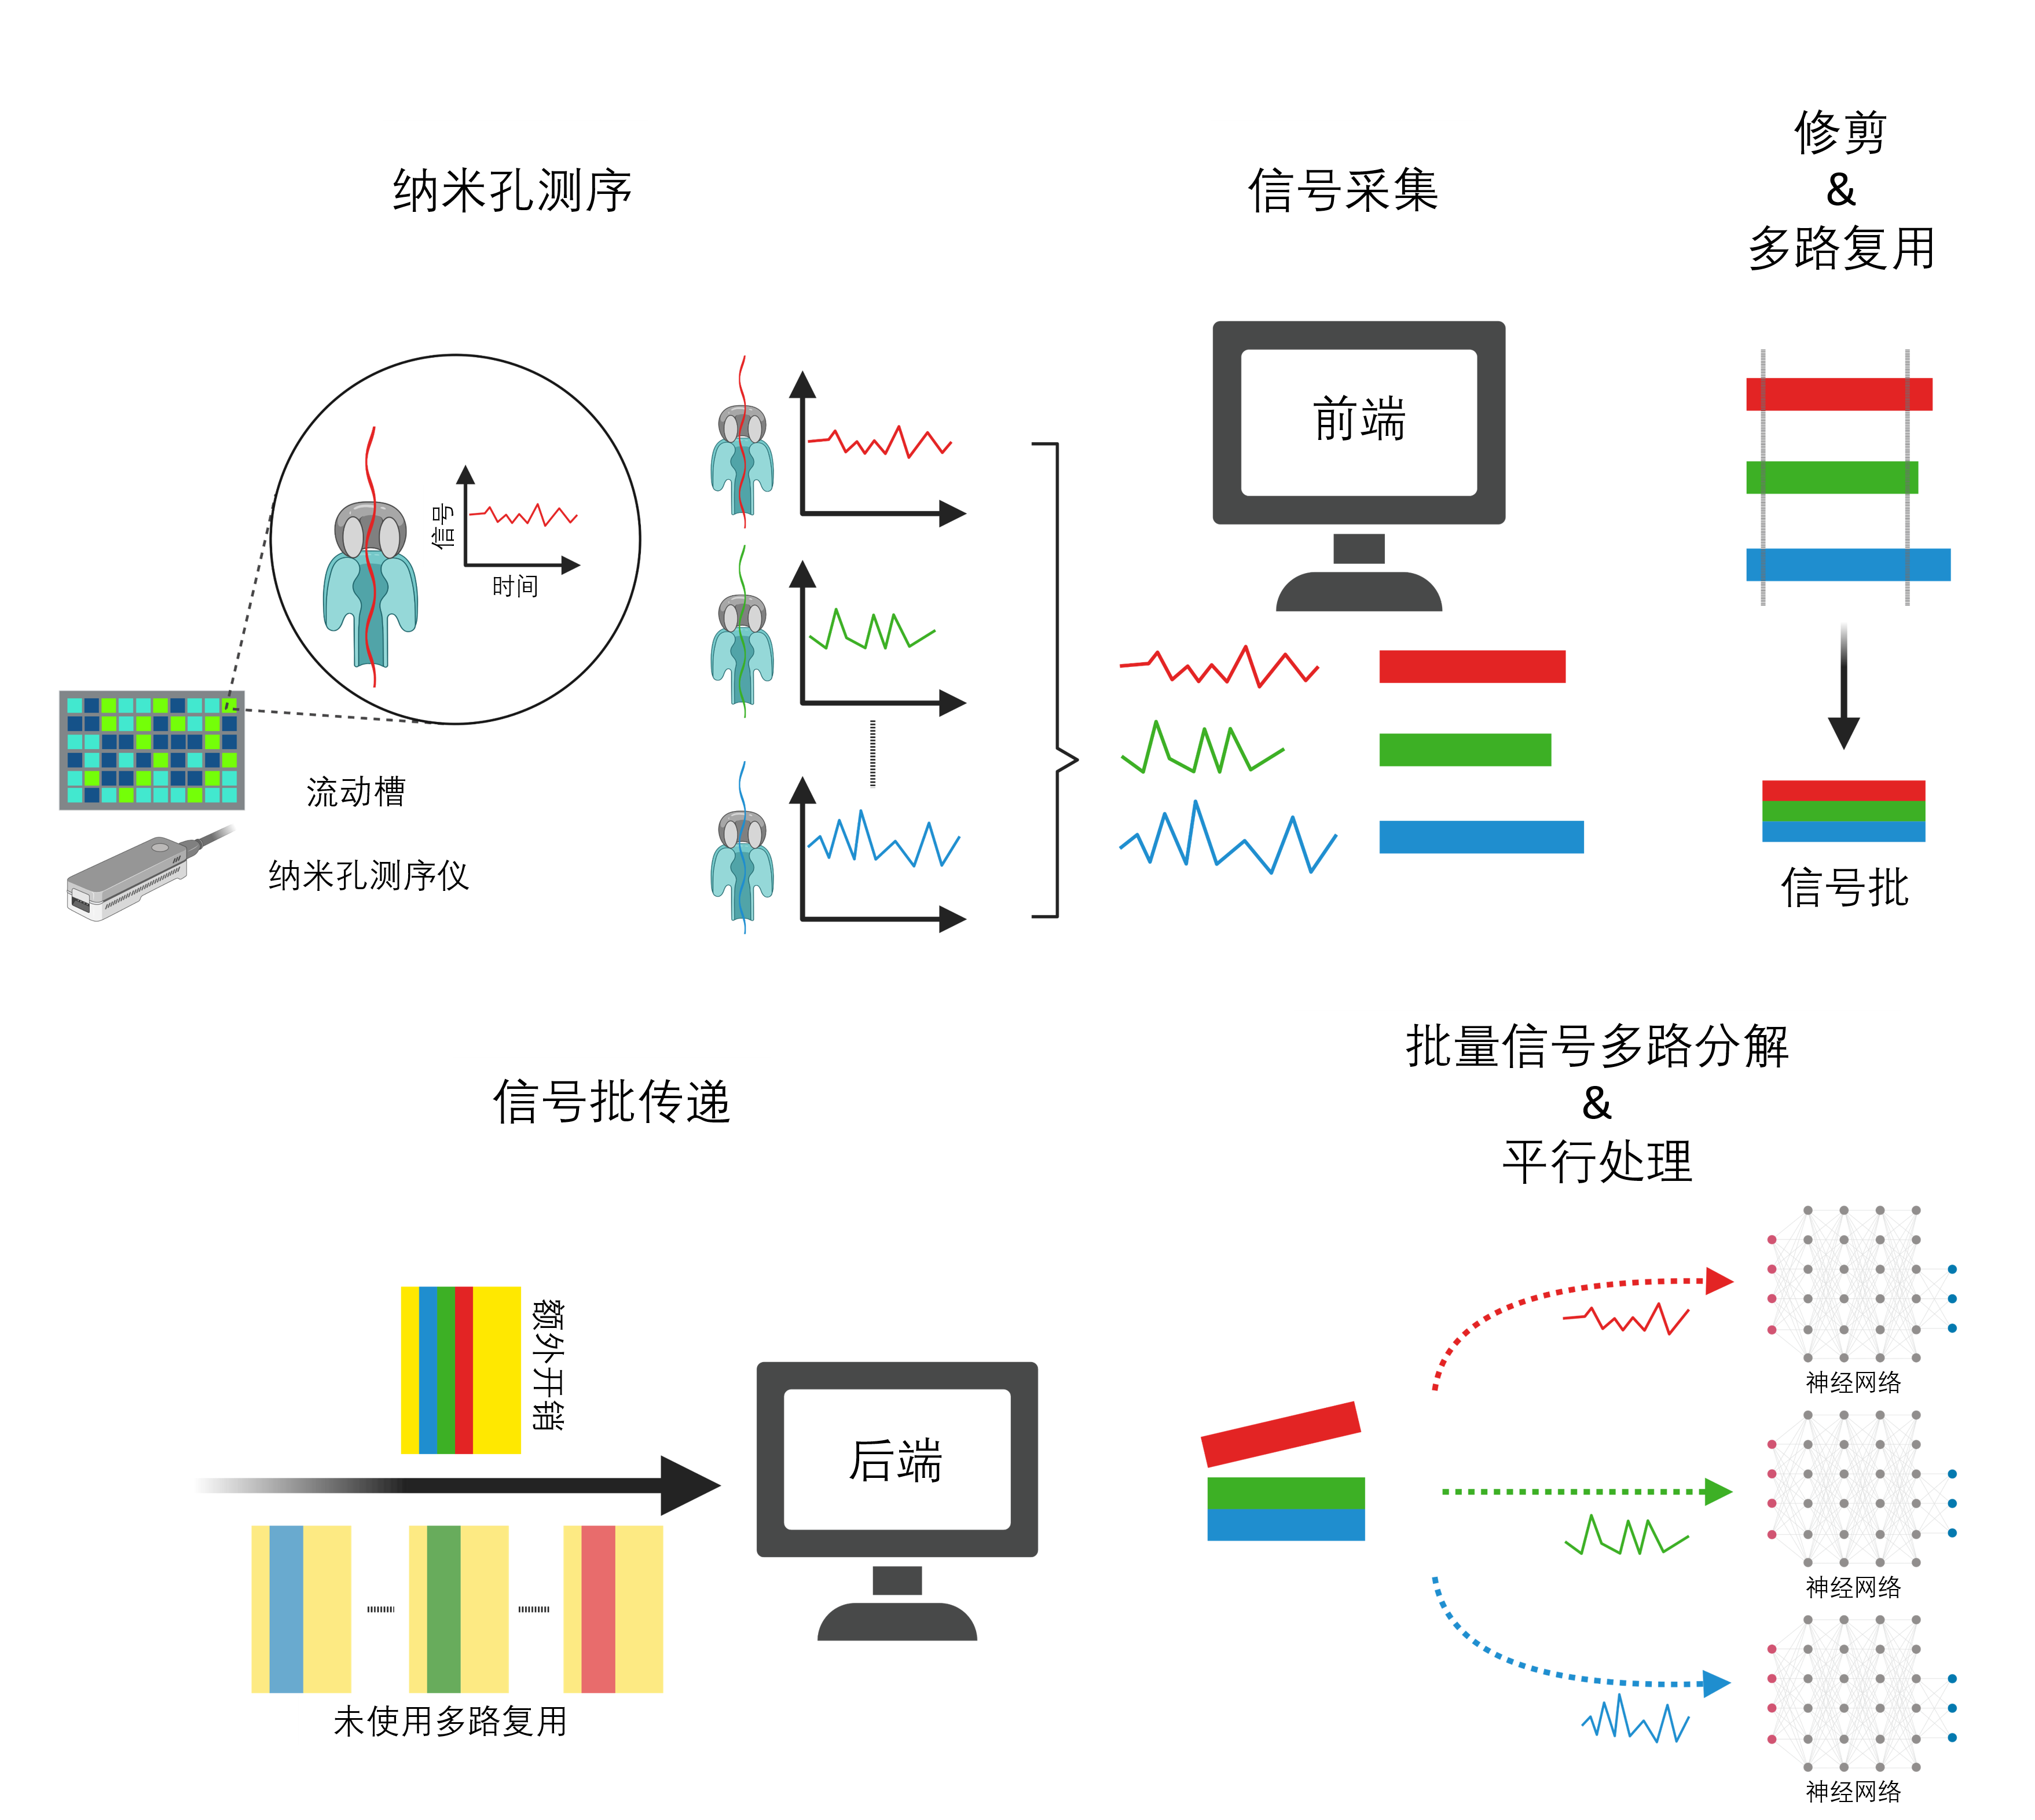 纳米孔测序
信号采集
修剪
&
多路复用
信号
时间
流动槽
纳米孔测序仪
前端
信号批
信号批传递
额外开销
后端
未使用多路复用
批量信号多路分解
&
平行处理
神经网络
神经网络
神经网络